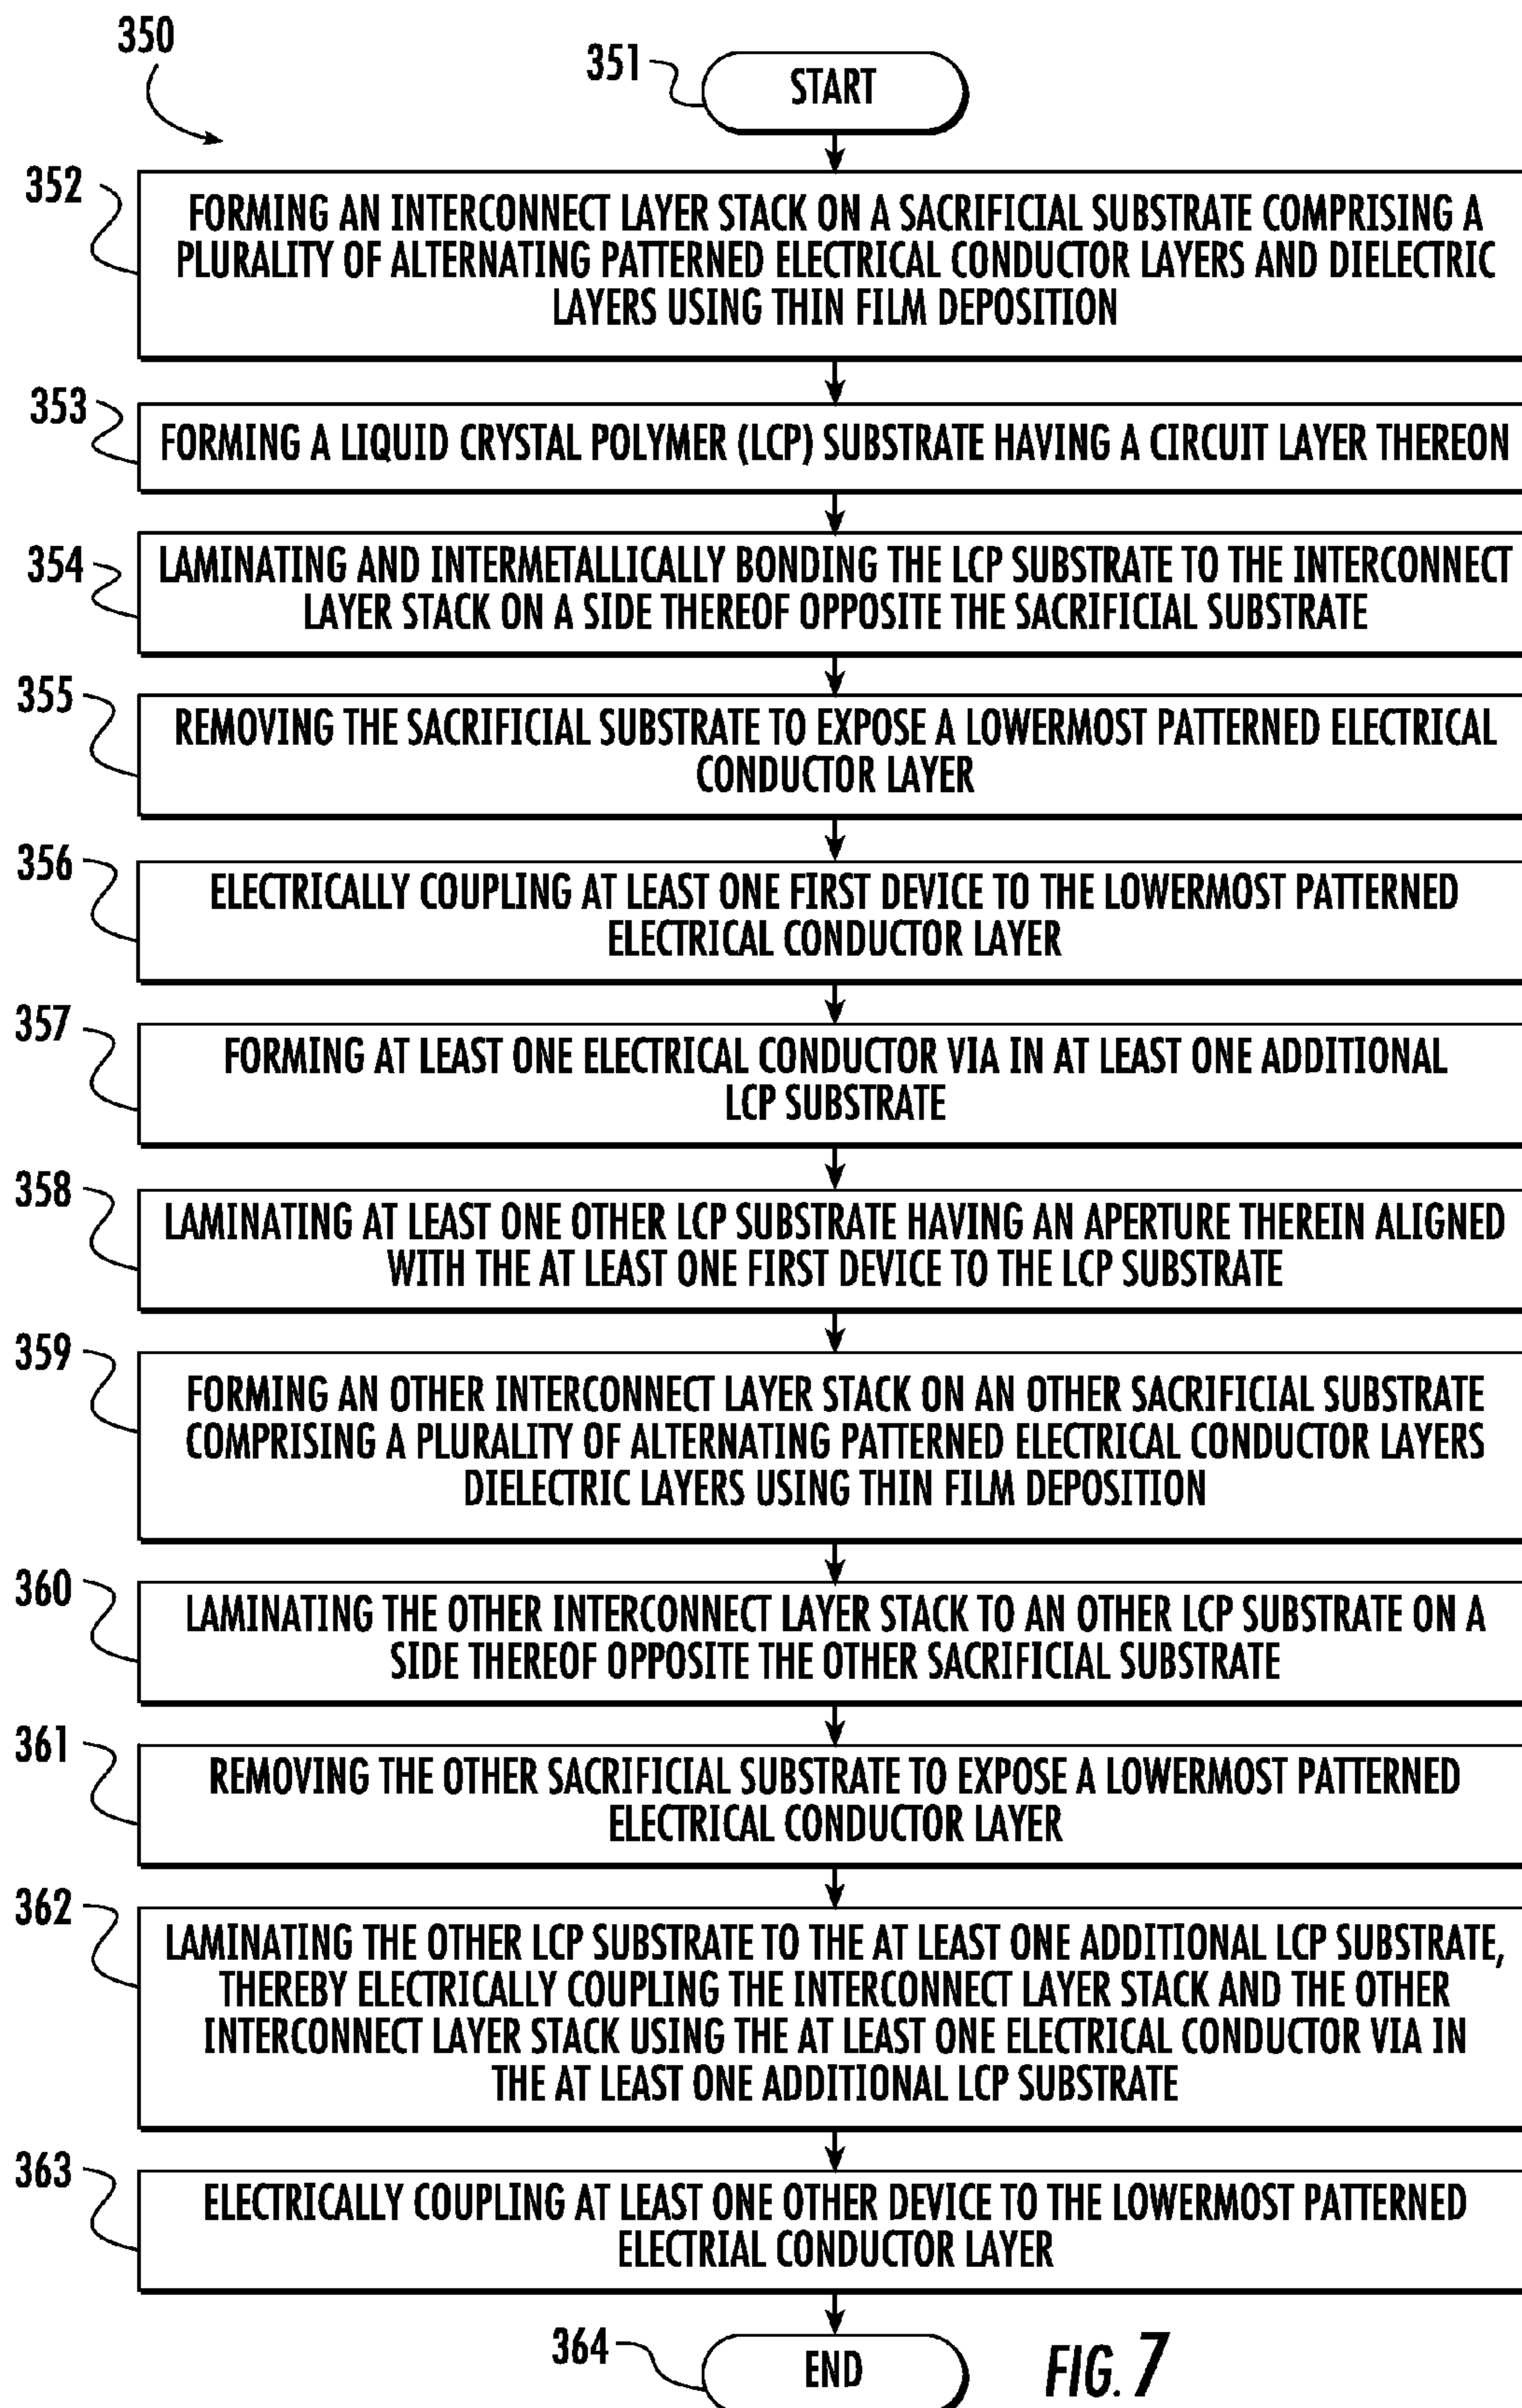 350
351
START
352
FORMING AN INTERCONNECT LAYER STACK ON A SACRIFICIAL SUBSTRATE COMPRISING A
PLURALITY OF ALTERNATING PATTERNED ELECTRICAL CONDUCTOR LAYERS AND DIELECTRIC
LAYERS USING THIN FILM DEPOSITION
353
FORMING A LIQUID CRYSTAL POLYMER (LCP) SUBSTRATE HAVING A CIRCUIT LAYER THEREON
354
LAMINATING AND INTERMETALLICALLY BONDING THE LCP SUBSTRATE TO THE INTERCONNECT
LAYER STACK ON A SIDE THEREOF OPPOSITE THE SACRIFICIAL SUBSTRATE
355
REMOVING THE SACRIFICIAL SUBSTRATE TO EXPOSE A LOWERMOST PATTERNED ELECTRICAL
CONDUCTOR LAYER
356
ELECTRICALLY COUPLING AT LEAST ONE FIRST DEVICE TO THE LOWERMOST PATTERNED
ELECTRICAL CONDUCTOR LAYER
357
FORMING AT LEAST ONE ELECTRICAL CONDUCTOR VIA IN AT LEAST ONE ADDITIONAL
LCP SUBSTRATE
358
LAMINATING AT LEAST ONE OTHER LCP SUBSTRATE HAVING AN APERTURE THEREIN ALIGNED
WITH THE AT LEAST ONE FIRST DEVICE TO THE LCP SUBSTRATE
359
FORMING AN OTHER INTERCONNECT LAYER STACK ON AN OTHER SACRIFICIAL SUBSTRATE
COMPRISING A PLURALITY OF ALTERNATING PATTERNED ELECTRICAL CONDUCTOR LAYERS
DIELECTRIC LAYERS USING THIN FILM DEPOSITION
360
LAMINATING THE OTHER INTERCONNECT LAYER STACK TO AN OTHER LCP SUBSTRATE ON A
SIDE THEREOF OPPOSITE THE OTHER SACRIFICIAL SUBSTRATE
361
REMOVING THE OTHER SACRIFICIAL SUBSTRATE TO EXPOSE A LOWERMOST PATTERNED
ELECTRICAL CONDUCTOR LAYER
362
LAMINATING THE OTHER LCP SUBSTRATE TO THE AT LEAST ONE ADDITIONAL LCP SUBSTRATE,
THEREBY ELECTRICALLY COUPLING THE INTERCONNECT LAYER STACK AND THE OTHER
INTERCONNECT LAYER STACK USING THE AT LEAST ONE ELECTRICAL CONDUCTOR VIA IN
THE AT LEAST ONE ADDITIONAL LCP SUBSTRATE
363
ELECTRICALLY COUPLING AT LEAST ONE OTHER DEVICE TO THE LOWERMOST PATTERNED
ELECTRIAL CONDUCTOR LAYER
364
END
FIG. 7